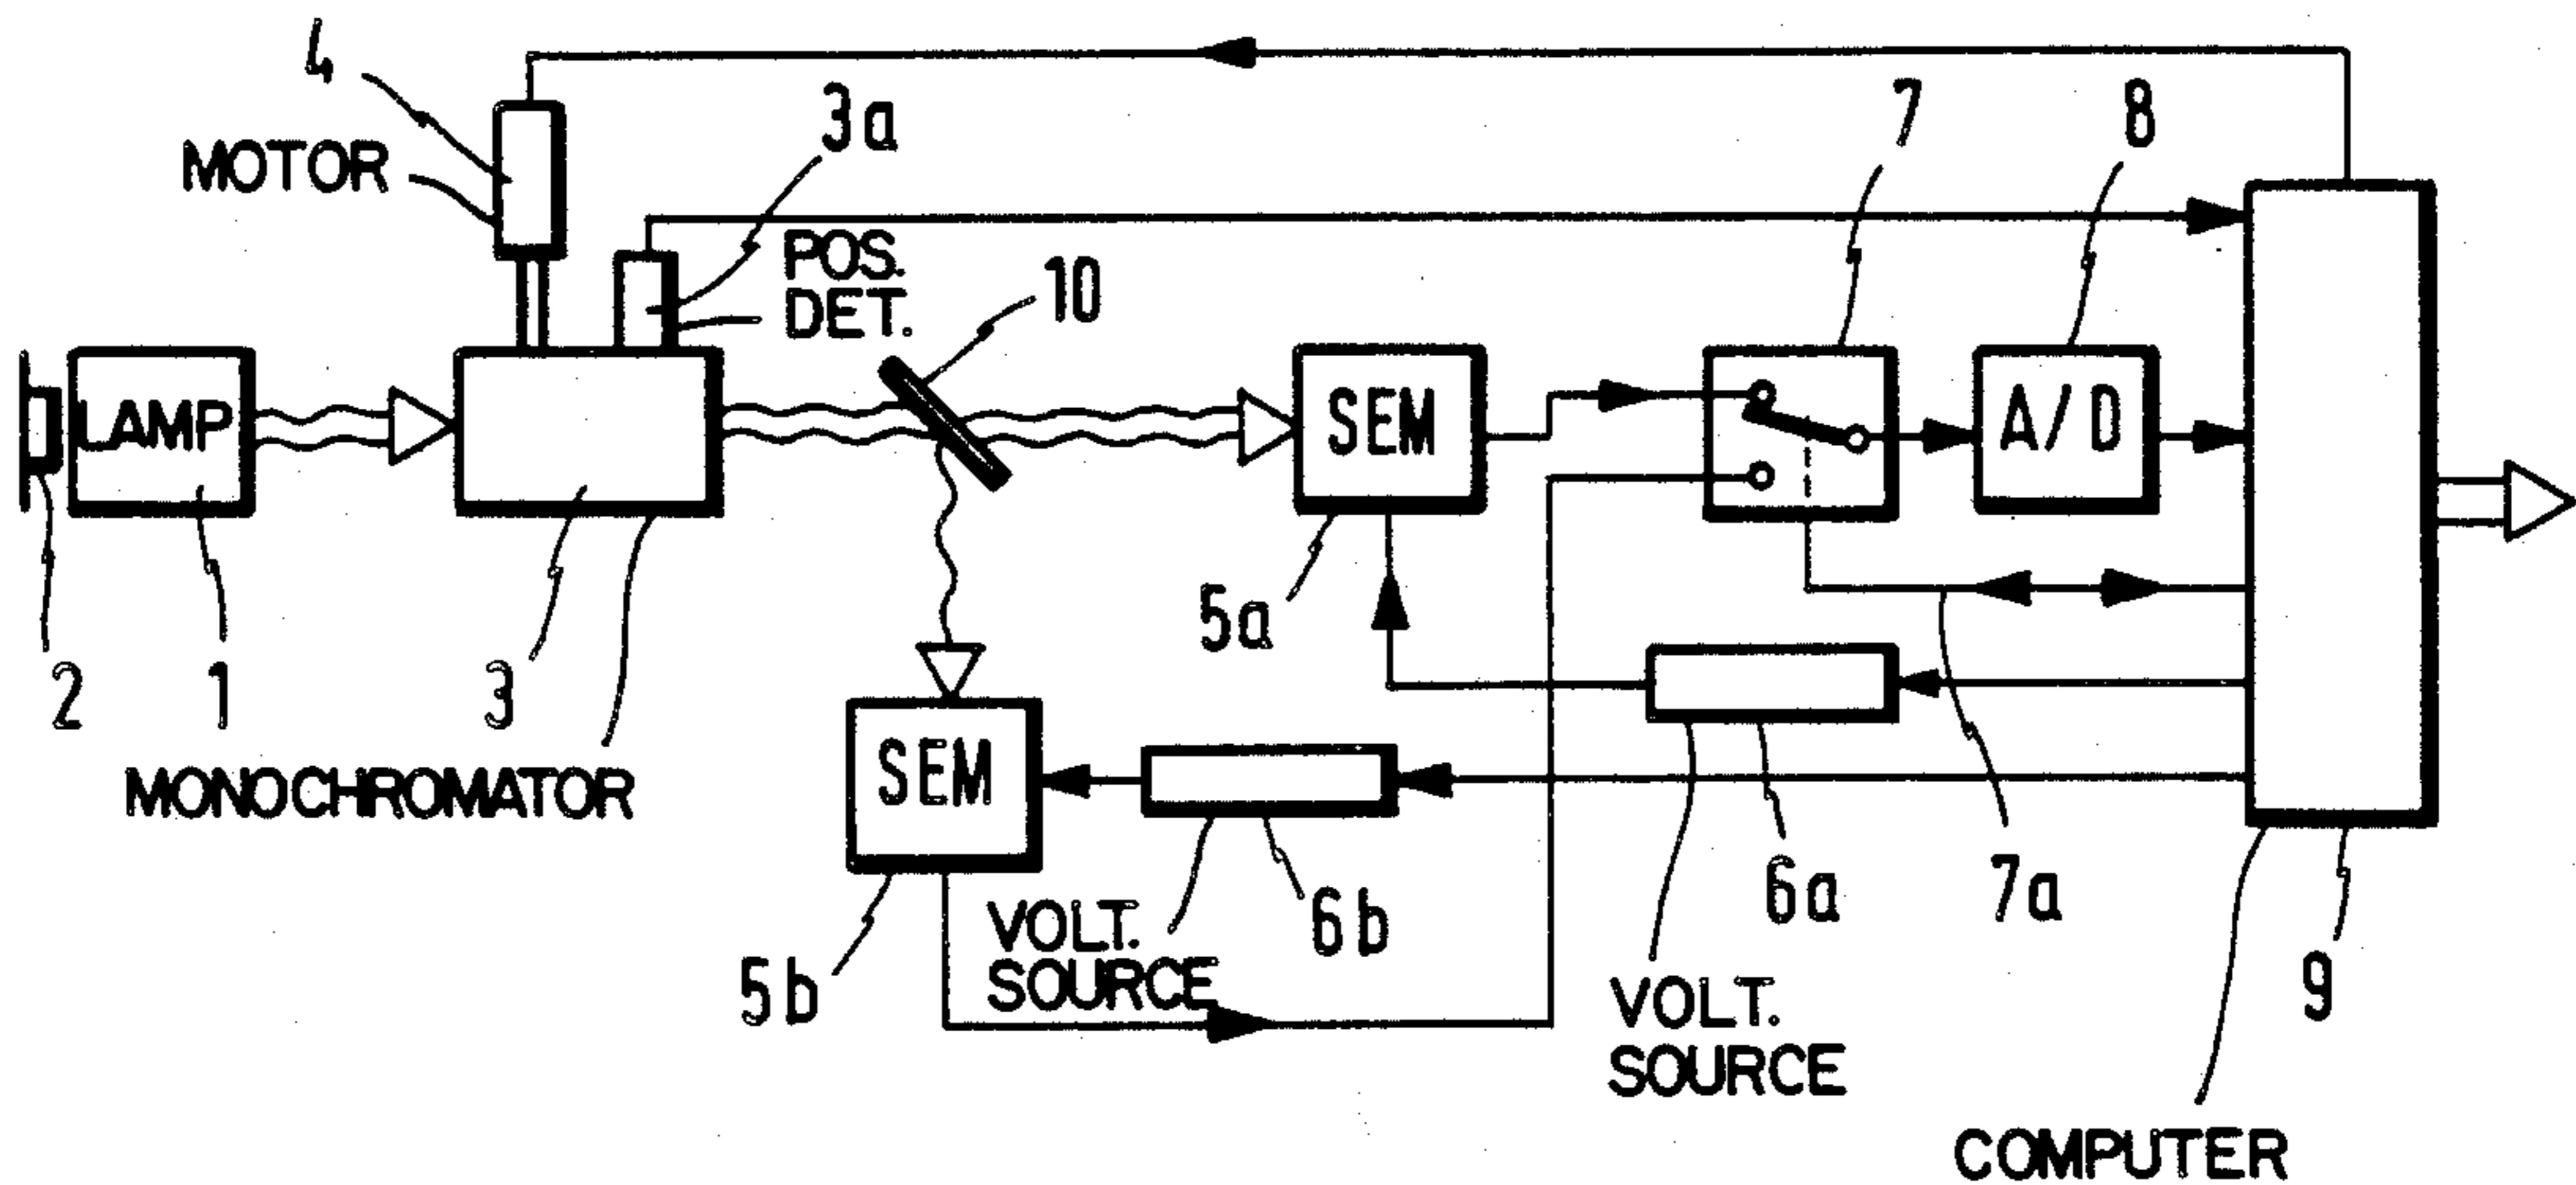 4
MOTOR
3a
POS.
DET.
10
7
8
LAMP
SEM
A/D
2
1
3
5a
MONOCHROMATOR
SEM
5b
VOLT.
SOURCE
6b
6a
7a
VOLT.
SOURCE
9
COMPUTER